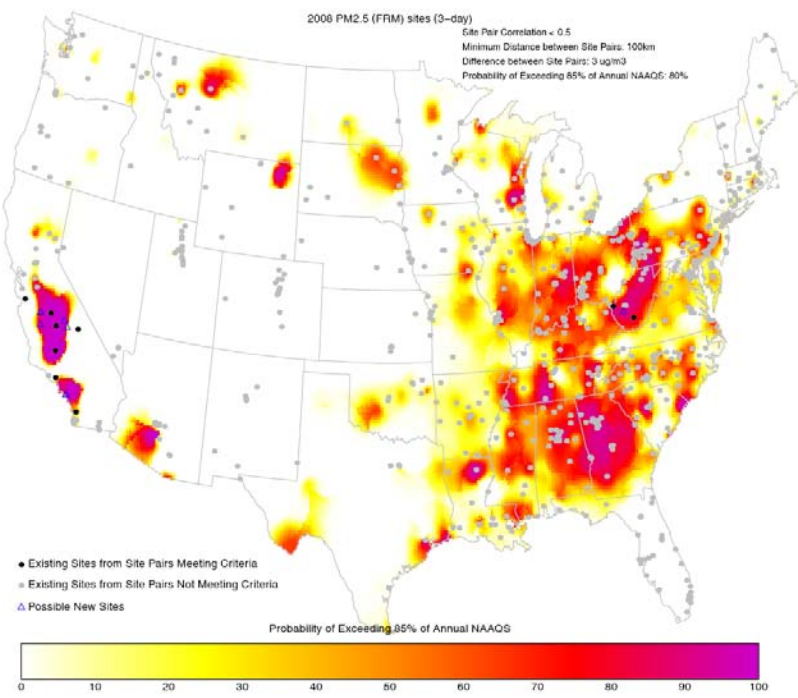 2008 PM2.5 (FRM) sites (3-day)
Site Pair Correlation < 0.5
Minimum Distance between Site Pairs: 100km
Difference between Site Pairs: 3 ug/m3
Probability of Exceeding 85% of Annual NAAQS: 80%
Existing Sites from Site Pairs Meeting Criteria
Existing Sites from Site Pairs Not Meeting Criteria
Possible New Sites
Probability of Exceeding 85% of Annual NAAQS
0 10 20 30 40 50 60 70 80 90 100